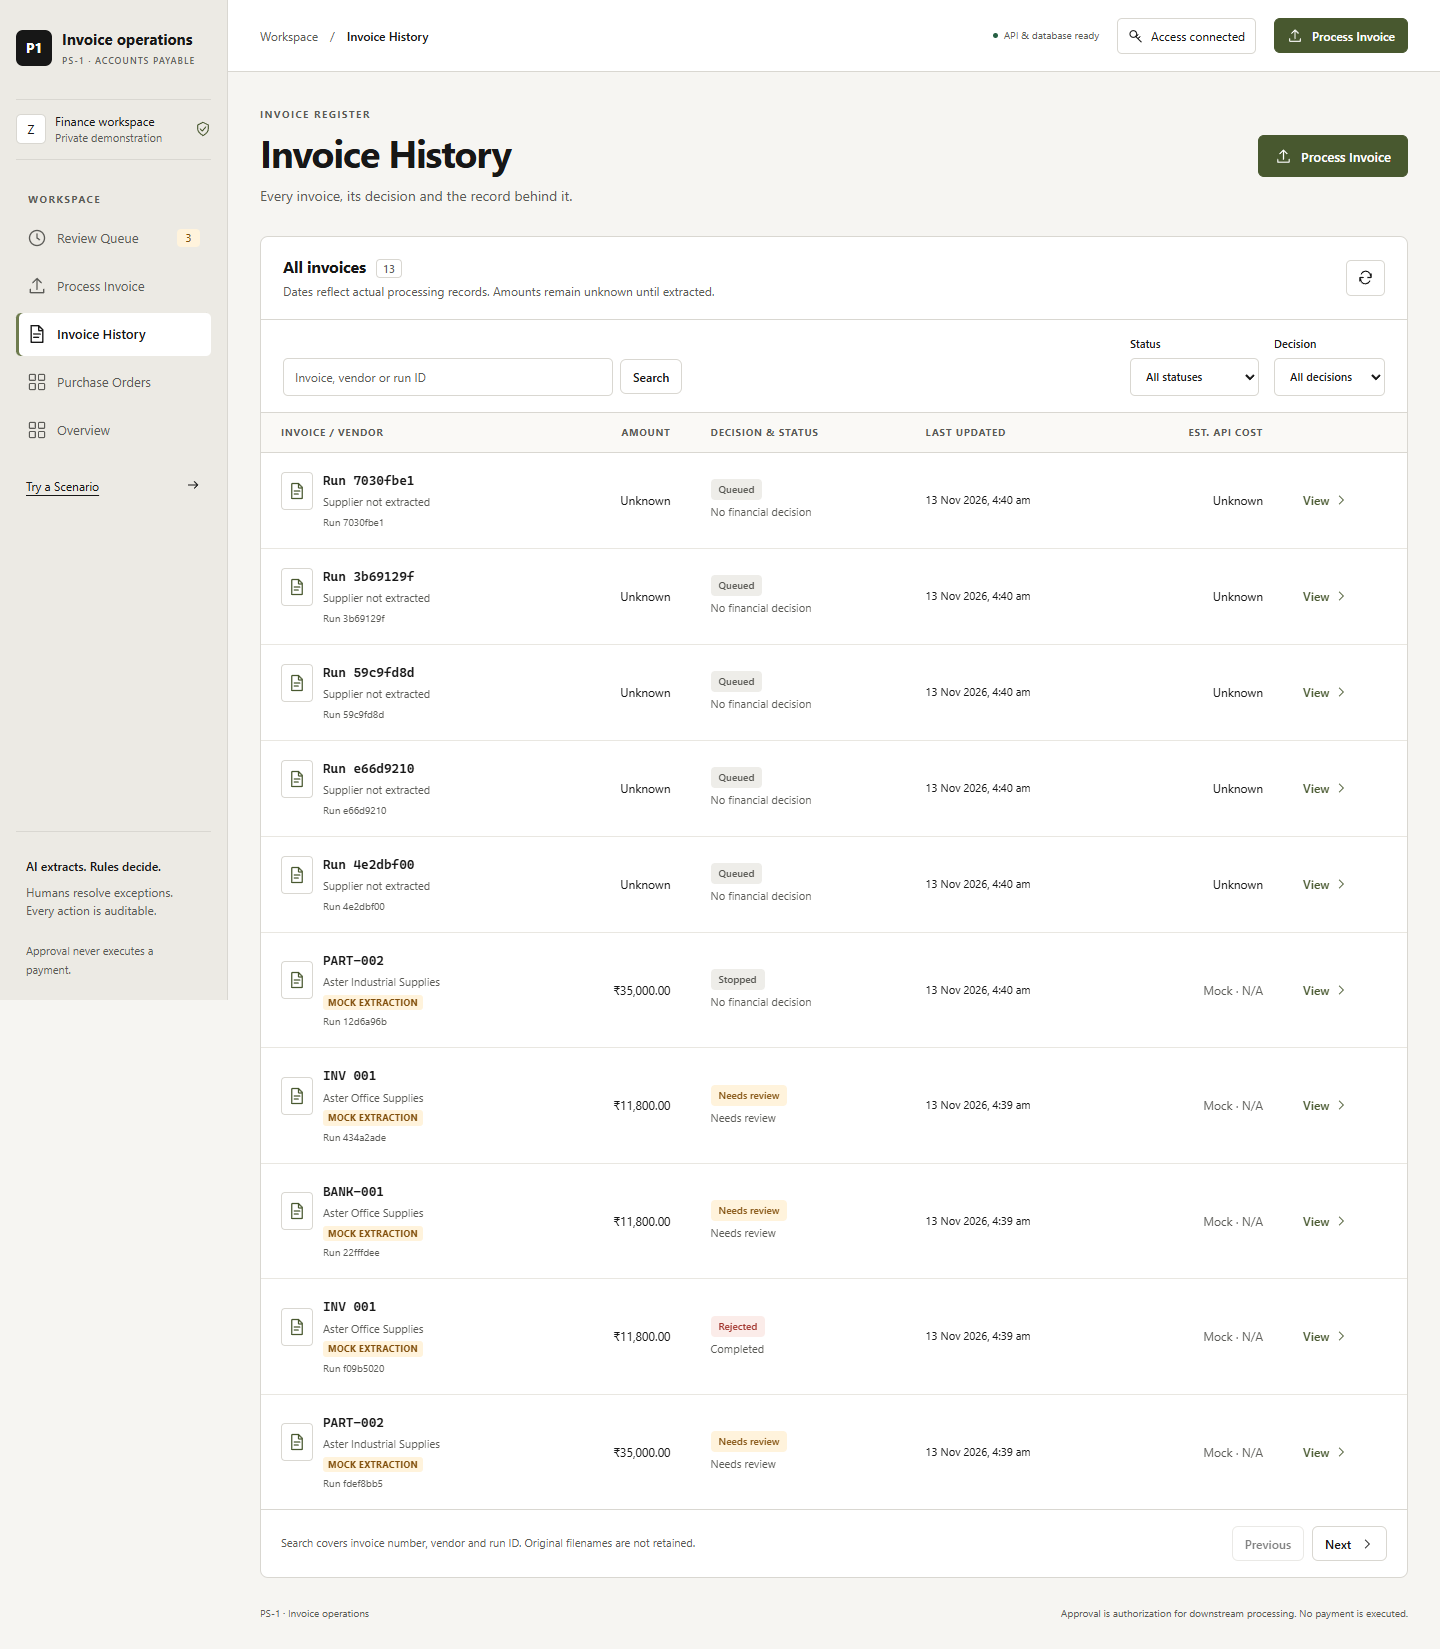 P1
Invoice operations
PS-1 · ACCOUNTS PAYABLE
Z
Finance workspace
Private demonstration
WORKSPACE
Review Queue 3
Process Invoice
Invoice History
Purchase Orders
Overview
Try a Scenario
AI extracts. Rules decide.
Humans resolve exceptions.
Every action is auditable.
Approval never executes a
payment.
Workspace / Invoice History
API & database ready
Access connected
Process Invoice
INVOICE REGISTER
Invoice History
Every invoice, its decision and the record behind it.
Process Invoice
All invoices 13
Dates reflect actual processing records. Amounts remain unknown until extracted.
Status
Decision
Invoice, vendor or run ID
Search
All statuses
All decisions
INVOICE / VENDOR AMOUNT DECISION & STATUS LAST UPDATED EST. API COST
Run 7030fbe1
Supplier not extracted
Run 7030fbe1
Unknown
Queued
No financial decision
13 Nov 2026, 4:40 am
Unknown
View
Run 3b69129f
Supplier not extracted
Run 3b69129f
Unknown
Queued
No financial decision
13 Nov 2026, 4:40 am
Unknown
View
Run 59c9fd8d
Supplier not extracted
Run 59c9fd8d
Unknown
Queued
No financial decision
13 Nov 2026, 4:40 am
Unknown
View
Run e66d9210
Supplier not extracted
Run e66d9210
Unknown
Queued
No financial decision
13 Nov 2026, 4:40 am
Unknown
View
Run 4e2dbf00
Supplier not extracted
Run 4e2dbf00
Unknown
Queued
No financial decision
13 Nov 2026, 4:40 am
Unknown
View
PART-002
Aster Industrial Supplies
MOCK EXTRACTION
Run 12d6a96b
₹35,000.00
Stopped
No financial decision
13 Nov 2026, 4:40 am
Mock · N/A
View
INV 001
Aster Office Supplies
MOCK EXTRACTION
Run 434a2ade
₹11,800.00
Needs review
Needs review
13 Nov 2026, 4:39 am
Mock · N/A
View
BANK-001
Aster Office Supplies
MOCK EXTRACTION
Run 22fffdee
₹11,800.00
Needs review
Needs review
13 Nov 2026, 4:39 am
Mock · N/A
View
INV 001
Aster Office Supplies
MOCK EXTRACTION
Run f09b5020
₹11,800.00
Rejected
Completed
13 Nov 2026, 4:39 am
Mock · N/A
View
PART-002
Aster Industrial Supplies
MOCK EXTRACTION
Run fdef8bb5
₹35,000.00
Needs review
Needs review
13 Nov 2026, 4:39 am
Mock · N/A
View
Search covers invoice number, vendor and run ID. Original filenames are not retained.
Previous
Next
PS-1 · Invoice operations
Approval is authorization for downstream processing. No payment is executed.